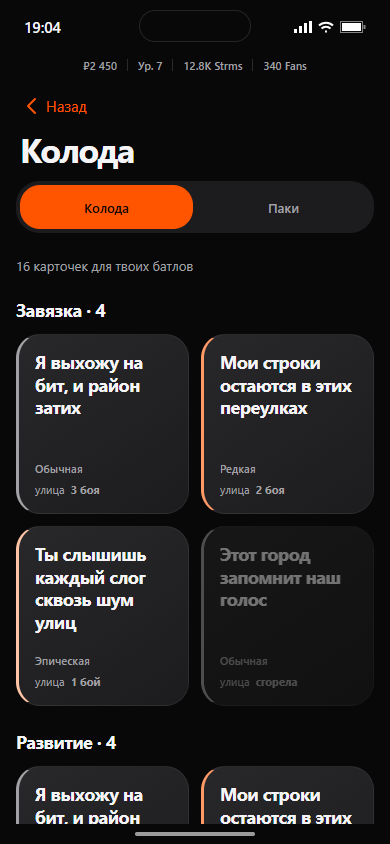 19:04
₽2 450 Ур. 7 12.8K Strms 340 Fans
Назад
Колода
Колода Паки
16 карточек для твоих батлов
Завязка · 4
Я выхожу на
бит, и район
затих
Обычная
улица 3 боя
Мои строки
остаются в этих
переулках
Редкая
улица 2 боя
Ты слышишь
каждый слог
сквозь шум
улиц
Эпическая
улица 1 бой
Этот город
запомнит наш
голос
Обычная
улица сгорела
Развитие · 4
Я выхожу на
бит, и район
Мои строки
остаются в этих